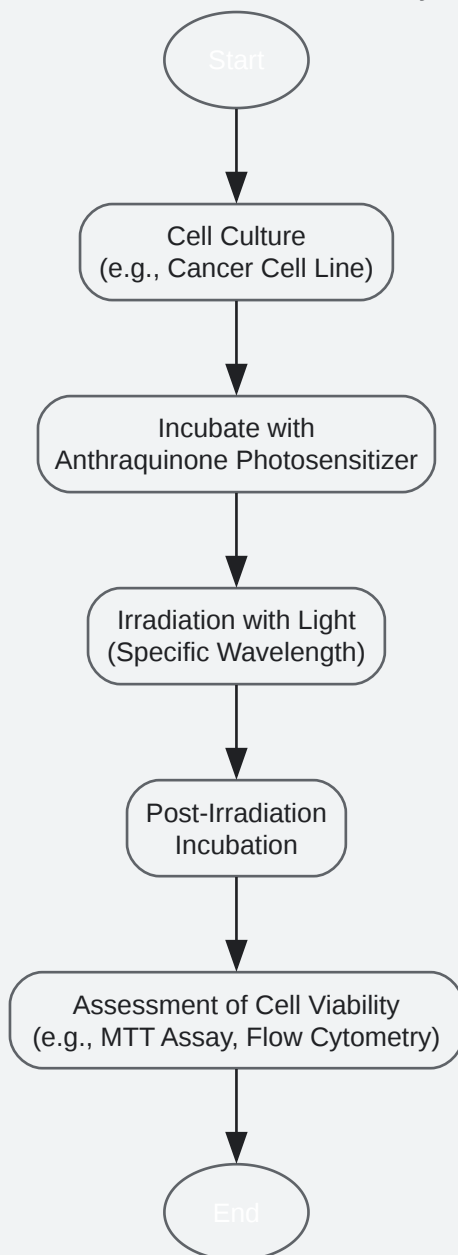 Start
Cell Culture
(e.g., Cancer Cell Line)
Incubate with
Anthraquinone Photosensitizer
Irradiation with Light
(Specific Wavelength)
Post-Irradiation
Incubation
Assessment of Cell Viability
(e.g., MTT Assay, Flow Cytometry)
End